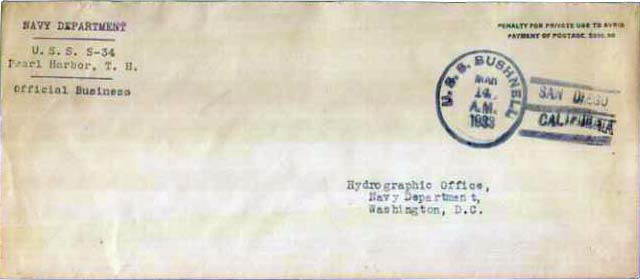 NAVY DEPARTMENT
U. S. S. S-34
Pearl Harbor, T. H.
Official Business
PENALTY FOR PRIVATE USE TO AVOID
PAYMENT OF POSTAGE, $300.00
U. S. S. BUSHNELL
MAR
14
A.M.
1933
SAN DIEGO
CALIFORNIA
Hydrographic Office,
Navy Department,
Washington, D.C.